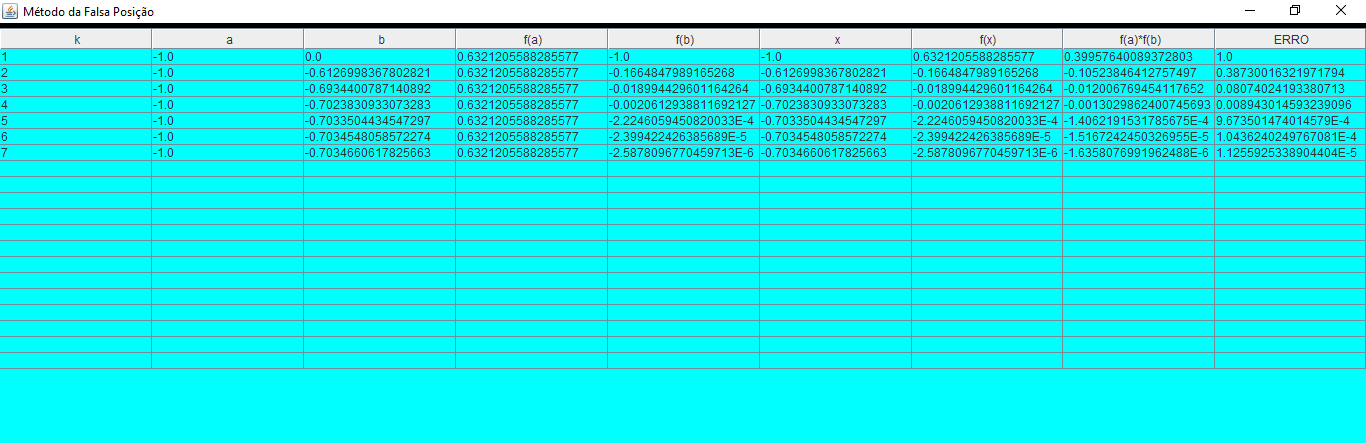 Método da Falsa Posição
k a b f(a) f(b) x f(x) f(a)*f(b) ERRO
1 -1.0 0.0 0.6321205588285577 -1.0 -1.0 0.6321205588285577 0.39957640089372803 1.0
2 -1.0 -0.6126998367802821 0.6321205588285577 -0.1664847989165268 -0.6126998367802821 -0.1664847989165268 -0.10523846412757497 0.38730016321971794
3 -1.0 -0.6934400787140892 0.6321205588285577 -0.018994429601164264 -0.6934400787140892 -0.018994429601164264 -0.012006769454117652 0.08074024193380713
4 -1.0 -0.7023830933073283 0.6321205588285577 -0.0020612938811692127 -0.7023830933073283 -0.0020612938811692127 -0.0013029862400745693 0.008943014593239096
5 -1.0 -0.7033504434547297 0.6321205588285577 -2.2246059450820033E-4 -0.7033504434547297 -2.2246059450820033E-4 -1.4062191531785675E-4 9.673501474014579E-4
6 -1.0 -0.7034548058572274 0.6321205588285577 -2.399422426385689E-5 -0.7034548058572274 -2.399422426385689E-5 -1.5167242450326955E-5 1.0436240249767081E-4
7 -1.0 -0.7034660617825663 0.6321205588285577 -2.5878096770459713E-6 -0.7034660617825663 -2.5878096770459713E-6 -1.6358076991962488E-6 1.1255925338904404E-5